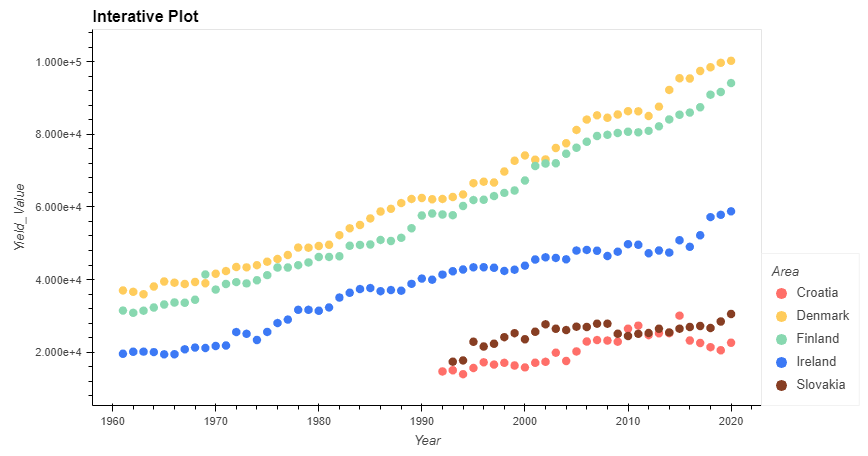 Interative Plot
1.000e+5
8.000e+4
6.000e+4
4.000e+4
2.000e+4
Yield_Value
1960 1970 1980 1990 2000 2010 2020
Year
Area
Croatia
Denmark
Finland
Ireland
Slovakia